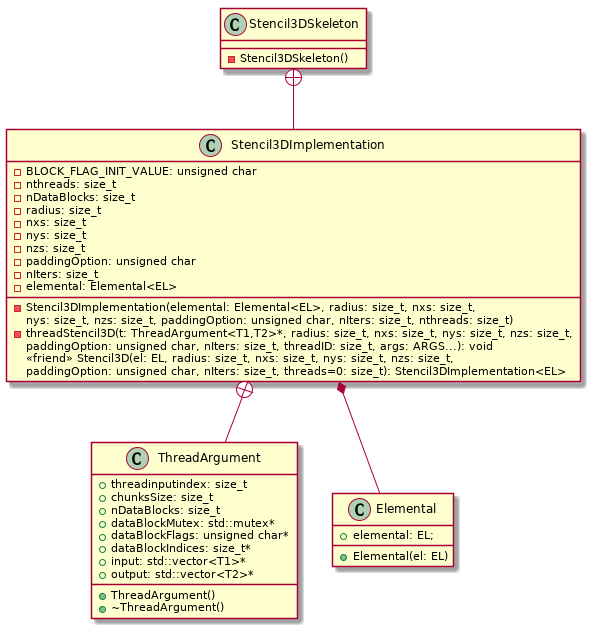 C Stencil3DSkeleton
Stencil3DSkeleton()
C Stencil3DImplementation
BLOCK_FLAG_INIT_VALUE: unsigned char
nthreads: size_t
nDataBlocks: size_t
radius: size_t
nxs: size_t
nys: size_t
nzs: size_t
paddingOption: unsigned char
nIters: size_t
elemental: Elemental<EL>
Stencil3DImplementation(elemental: Elemental<EL>, radius: size_t, nxs: size_t,
nys: size_t, nzs: size_t, paddingOption: unsigned char, nIters: size_t, nthreads: size_t)
threadStencil3D(t: ThreadArgument<T1,T2>*, radius: size_t, nxs: size_t, nys: size_t, nzs: size_t,
paddingOption: unsigned char, nIters: size_t, threadID: size_t, args: ARGS...): void
«friend» Stencil3D(el: EL, radius: size_t, nxs: size_t, nys: size_t, nzs: size_t,
paddingOption: unsigned char, nIters: size_t, threads=0: size_t): Stencil3DImplementation<EL>
C ThreadArgument
threadinputindex: size_t
chunksSize: size_t
nDataBlocks: size_t
dataBlockMutex: std::mutex*
dataBlockFlags: unsigned char*
dataBlockIndices: size_t*
input: std::vector<T1>*
output: std::vector<T2>*
ThreadArgument()
~ThreadArgument()
C Elemental
elemental: EL;
Elemental(el: EL)